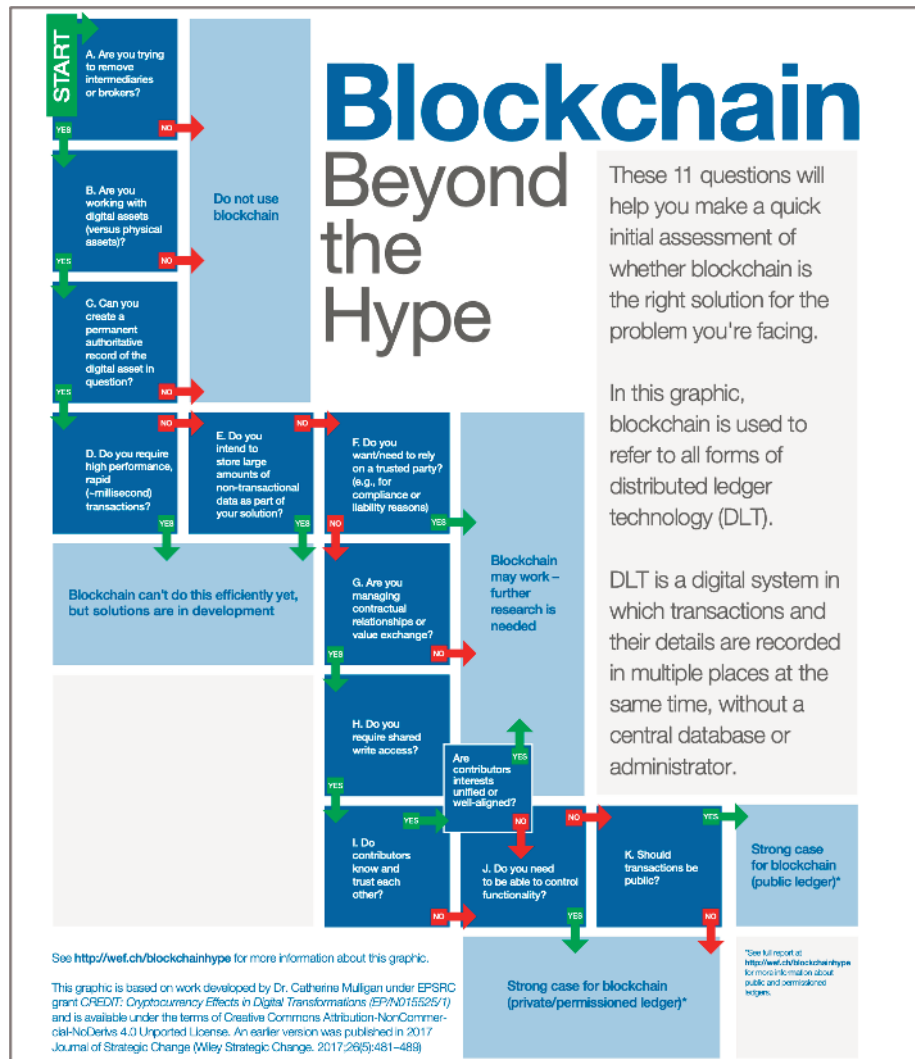 START
A. Are you trying
to remove
intermediaries
or brokers?
YES
NO
B. Are you
working with
digital assets
(versus physical
assets)?
YES
NO
C. Can you
create a
permanent
authoritative
record of the
digital asset in
question?
YES
NO
Do not use
blockchain
Blockchain
Beyond
the
Hype
These 11 questions will
help you make a quick
initial assessment of
whether blockchain is
the right solution for the
problem you're facing.
In this graphic,
blockchain is used to
refer to all forms of
distributed ledger
technology (DLT).
DLT is a digital system in
which transactions and
their details are recorded
in multiple places at the
same time, without a
central database or
administrator.
D. Do you require
high performance,
rapid
(~millisecond)
transactions?
NO
YES
E. Do you
intend to
store large
amounts of
non-transactional
data as part of
your solution?
NO
YES
F. Do you
want/need to rely
on a trusted party?
(e.g., for
compliance or
liability reasons)
NO
YES
Blockchain can't do this efficiently yet,
but solutions are in development
Blockchain
may work –
further
research is
needed
G. Are you
managing
contractual
relationships or
value exchange?
YES
NO
H. Do you
require shared
write access?
YES
Are
contributors
interests
unified or
well-aligned?
YES
NO
I. Do
contributors
know and
trust each
other?
YES
NO
J. Do you need
to be able to control
functionality?
NO
YES
K. Should
transactions be
public?
YES
NO
Strong case
for blockchain
(public ledger)*
Strong case for blockchain
(private/permissioned ledger)*
*See full report at
http://wef.ch/blockchainhype
for more information about
public and permissioned
ledgers.
See http://wef.ch/blockchainhype for more information about this graphic.
This graphic is based on work developed by Dr. Catherine Mulligan under EPSRC
grant CREDIT: Cryptocurrency Effects in Digital Transformations (EP/N015525/1)
and is available under the terms of Creative Commons Attribution-NonCommer-
cial-NoDerivs 4.0 Unported License. An earlier version was published in 2017
Journal of Strategic Change (Wiley Strategic Change. 2017;26(5):481–489)